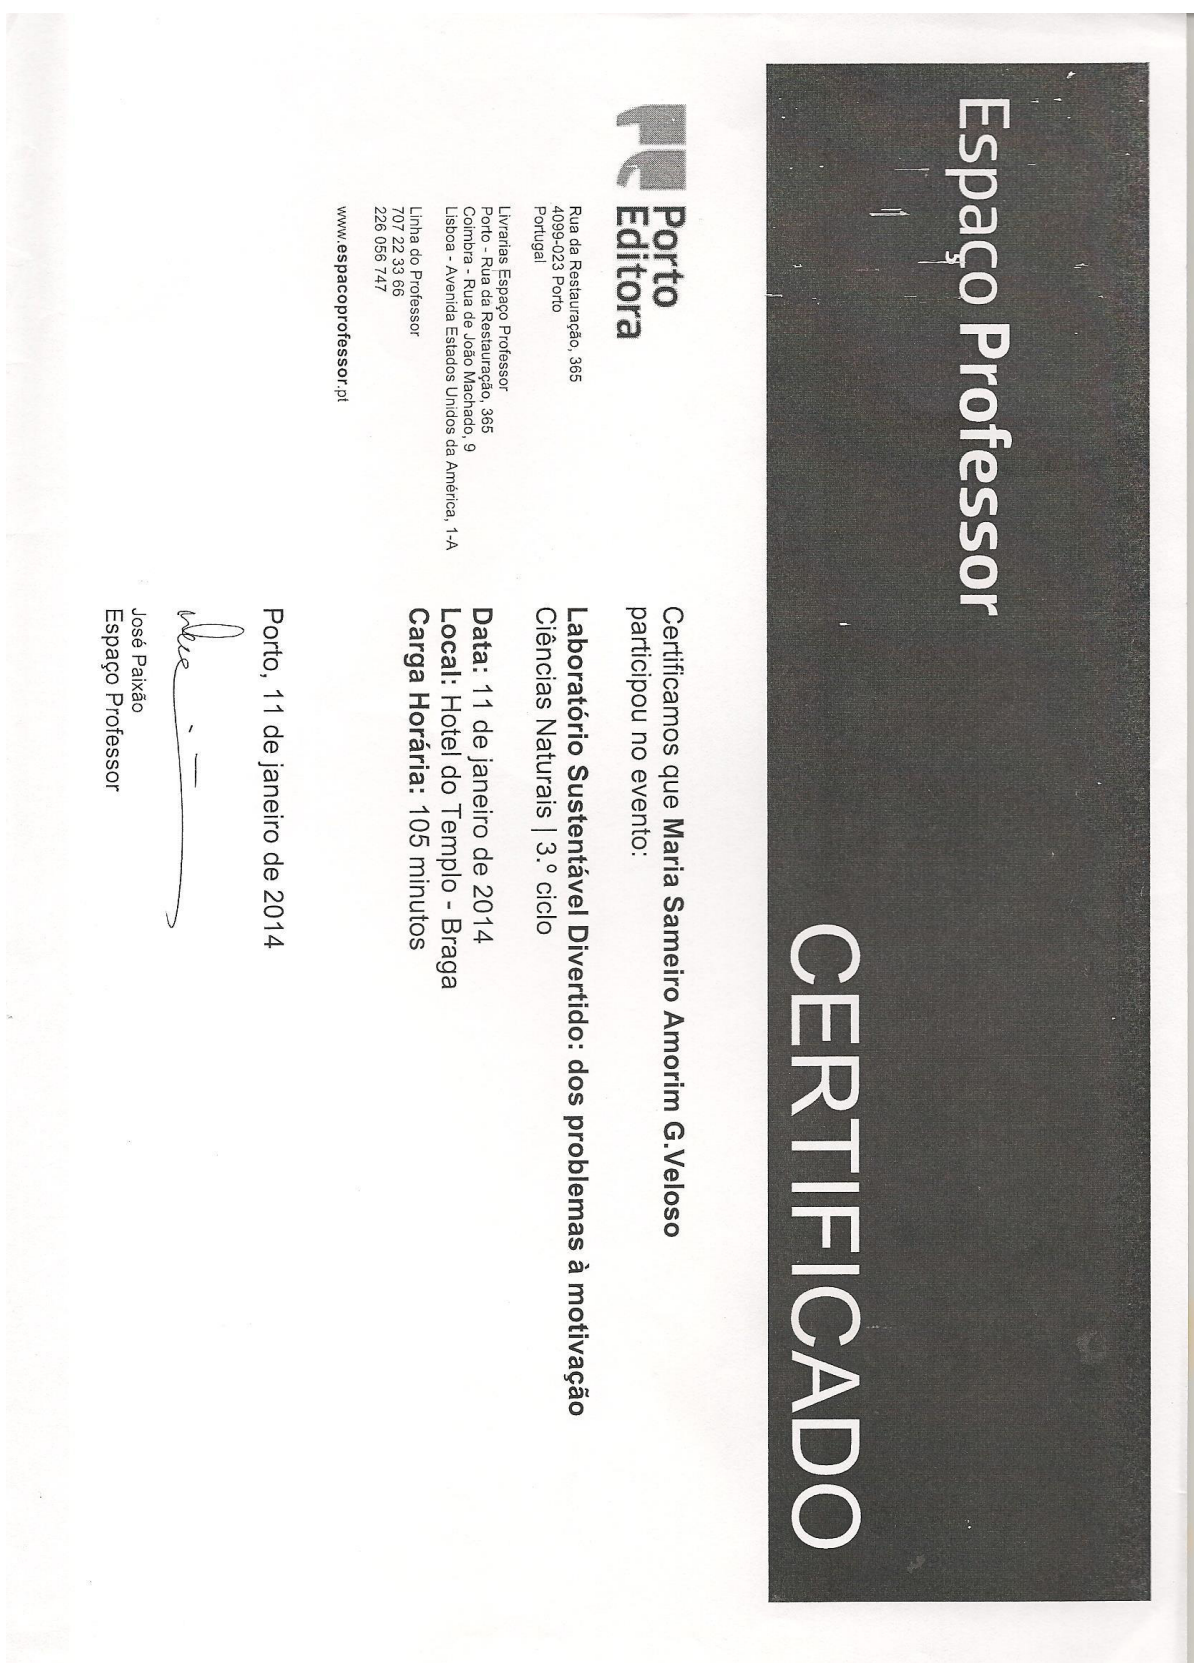 Espaço Professor
CERTIFICADO
Porto
Editora
Rua da Restauração, 365
4099-023 Porto
Portugal
Livrarias Espaço Professor
Porto - Rua da Restauração, 365
Coimbra - Rua de João Machado, 9
Lisboa - Avenida Estados Unidos da América, 1-A
Linha do Professor
707 22 33 66
226 056 747
www.espacoprofessor.pt
Certificamos que Maria Sameiro Amorim G.Veloso
participou no evento:
Laboratório Sustentável Divertido: dos problemas à motivação
Ciências Naturais | 3.º ciclo
Data: 11 de janeiro de 2014
Local: Hotel do Templo - Braga
Carga Horária: 105 minutos
Porto, 11 de janeiro de 2014
José Paixão
Espaço Professor